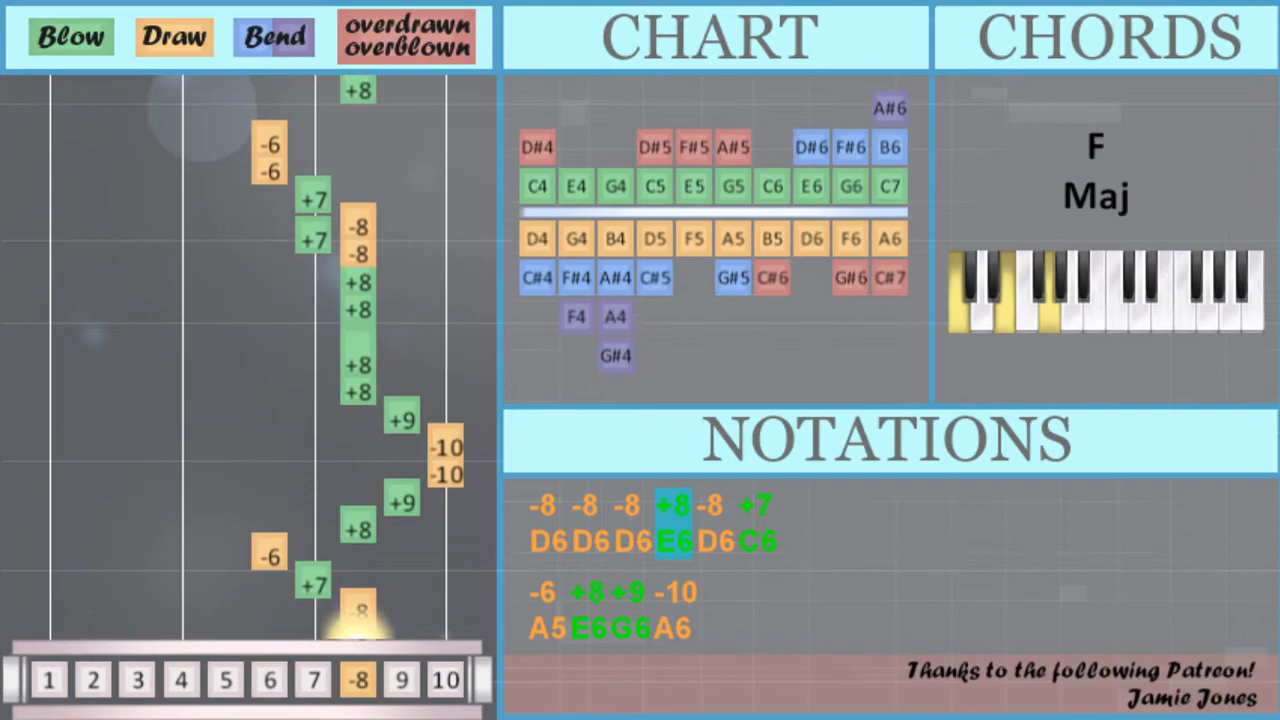 Blow Draw Bend overdrawn
overblown
CHART
CHORDS
+8
-6
-6
+7
-8
+7
-8
+8
+8
+8
+8
+9
-10
-10
+9
+8
-6
+7
-8
1 2 3 4 5 6 7 -8 9 10
A#6
D#4 D#5 F#5 A#5 D#6 F#6 B6
C4 E4 G4 C5 E5 G5 C6 E6 G6 C7
D4 G4 B4 D5 F5 A5 B5 D6 F6 A6
C#4 F#4 A#4 C#5 G#5 C#6 G#6 C#7
F4 A4
G#4
F
Maj
NOTATIONS
-8 -8 -8 +8 -8 +7
D6 D6 D6 E6 D6 C6
-6 +8 +9 -10
A5 E6 G6 A6
Thanks to the following Patreon!
Jamie Jones